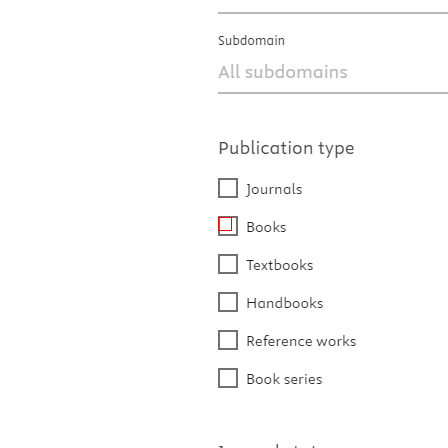 Subdomain
All subdomains
Publication type
Journals
Books
Textbooks
Handbooks
Reference works
Book series